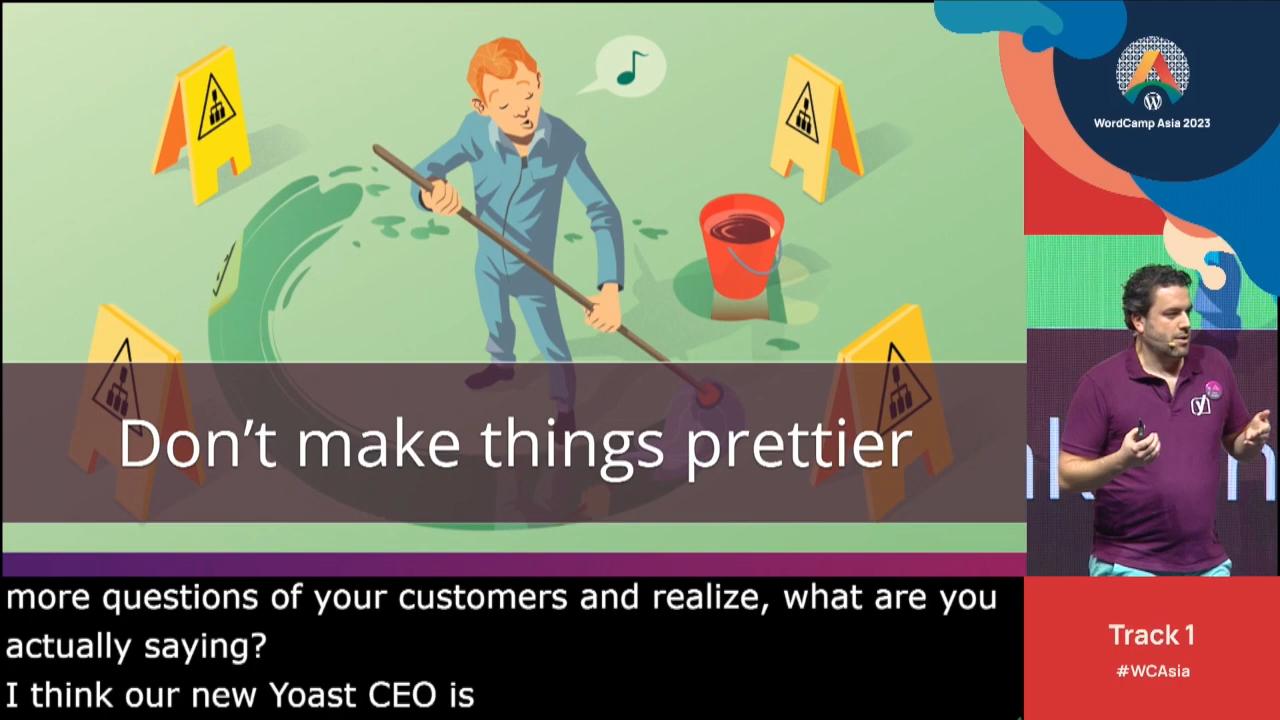 WordCamp Asia 2023
Don't make things prettier
more questions of your customers and realize, what are you
actually saying?
I think our new Yoast CEO is
Track 1
#WCAsia